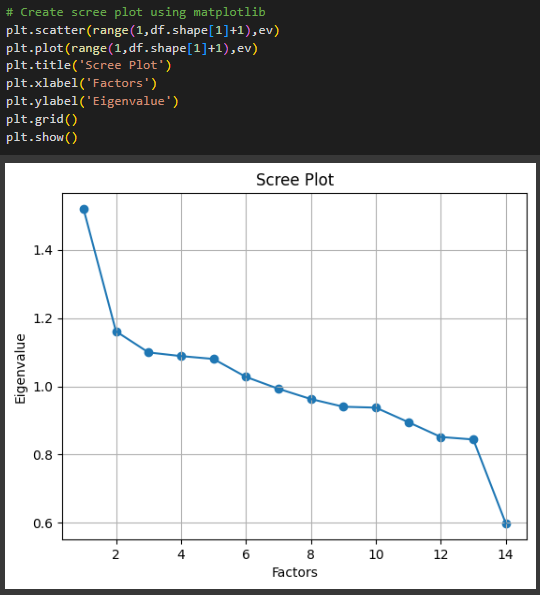 # Create scree plot using matplotlib
plt.scatter(range(1,df.shape[1]+1),ev)
plt.plot(range(1,df.shape[1]+1),ev)
plt.title('Scree Plot')
plt.xlabel('Factors')
plt.ylabel('Eigenvalue')
plt.grid()
plt.show()
Scree Plot
Eigenvalue
1.4
1.2
1.0
0.8
0.6
2 4 6 8 10 12 14
Factors